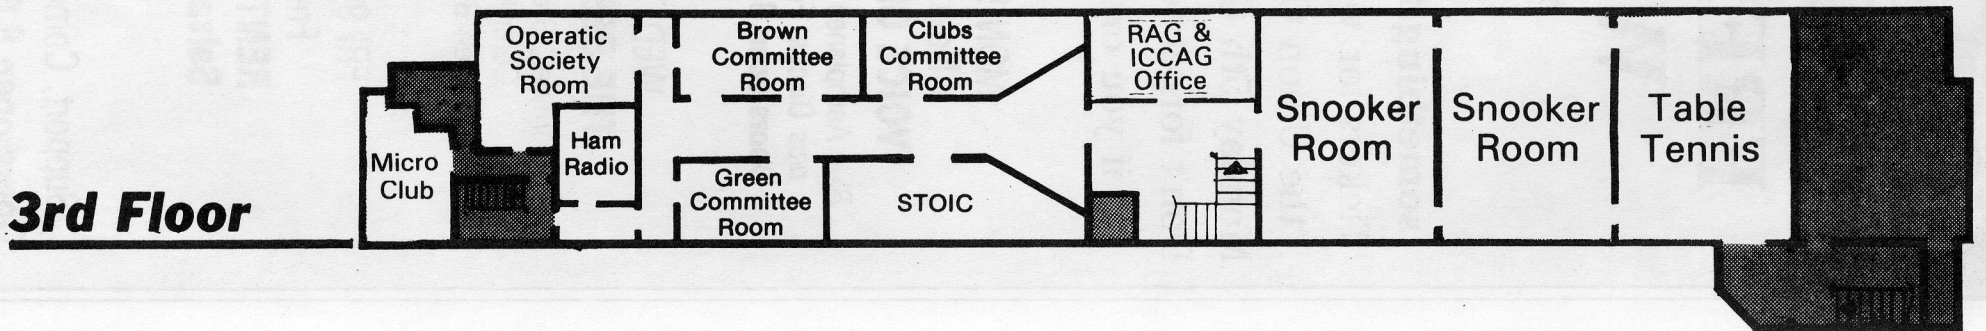 3rd Floor
Micro
Club
Operatic
Society
Room
Ham
Radio
Brown
Committee
Room
Clubs
Committee
Room
Green
Committee
Room
STOIC
RAG &
ICCAG
Office
Snooker
Room
Snooker
Room
Table
Tennis